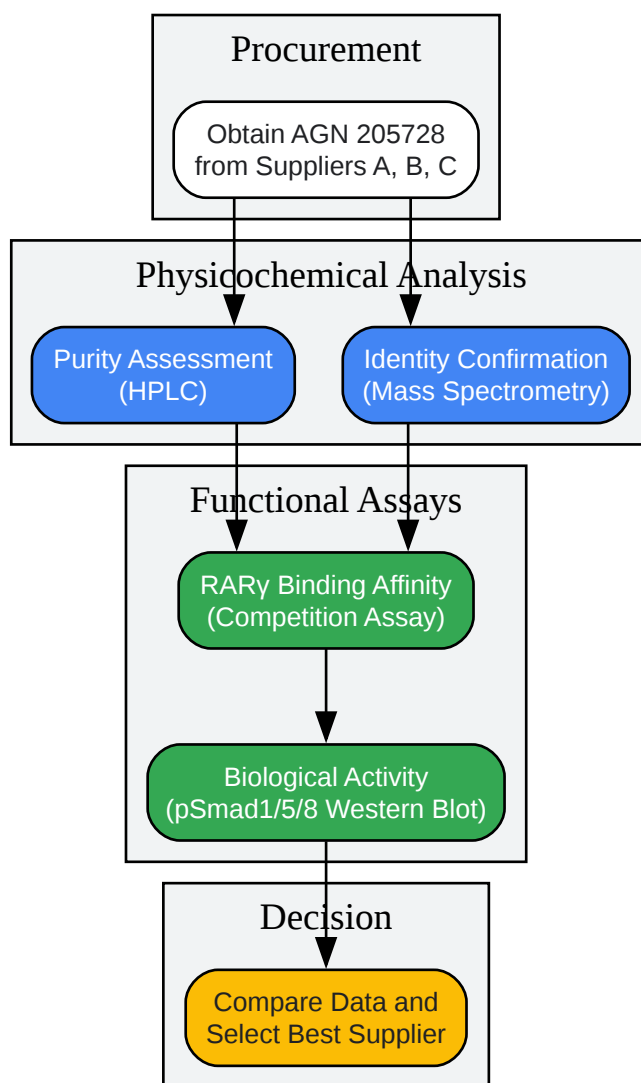 Procurement
Obtain AGN 205728
from Suppliers A, B, C
Physicochemical Analysis
Purity Assessment
(HPLC)
Identity Confirmation
(Mass Spectrometry)
Functional Assays
RARγ Binding Affinity
(Competition Assay)
Biological Activity
(pSmad1/5/8 Western Blot)
Decision
Compare Data and
Select Best Supplier